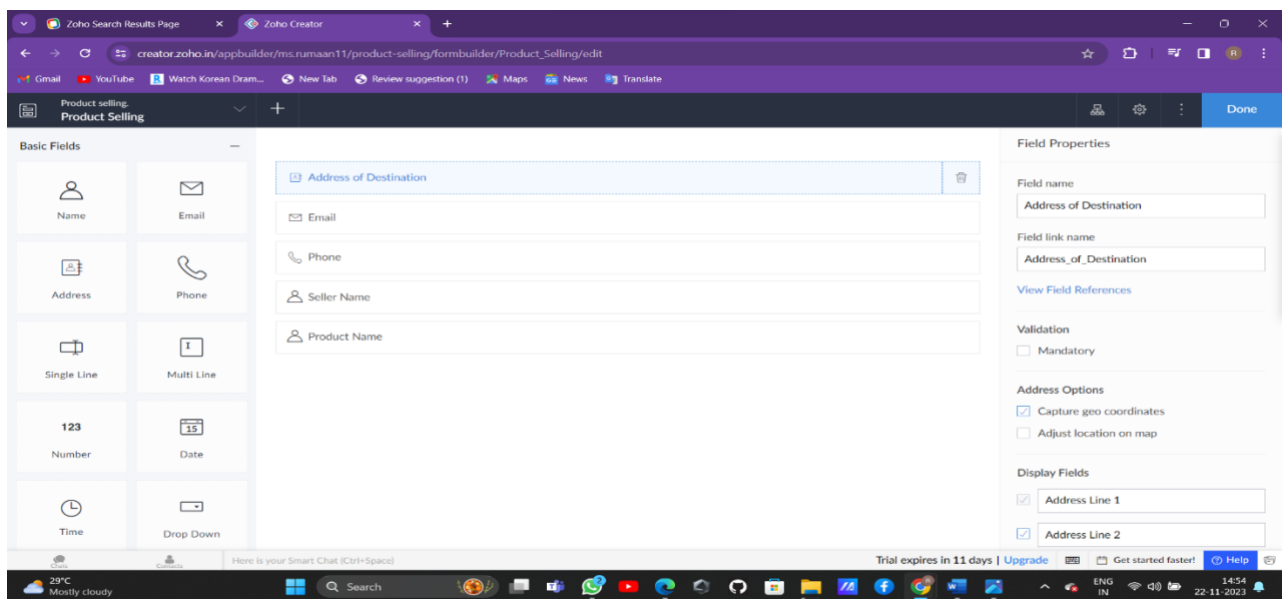 Zoho Search Results Page
Zoho Creator
creator.zoho.in/appbuilder/ms.rumaan11/product-selling/formbuilder/Product_Selling/edit
Gmail YouTube Watch Korean Dram... New Tab Review suggestion (1) Maps News Translate
Product selling.
Product Selling
Done
Basic Fields
Name Email
Address Phone
Single Line Multi Line
123
15
Number Date
Time Drop Down
Address of Destination
Email
Phone
Seller Name
Product Name
Field Properties
Field name
Address of Destination
Field link name
Address_of_Destination
View Field References
Validation
Mandatory
Address Options
Capture geo coordinates
Adjust location on map
Display Fields
Address Line 1
Address Line 2
Chats Contacts Here is your Smart Chat (Ctrl+Space) Trial expires in 11 days | Upgrade Get started faster! Help
29°C
Mostly cloudy
Search
ENG
IN
14:54
22-11-2023